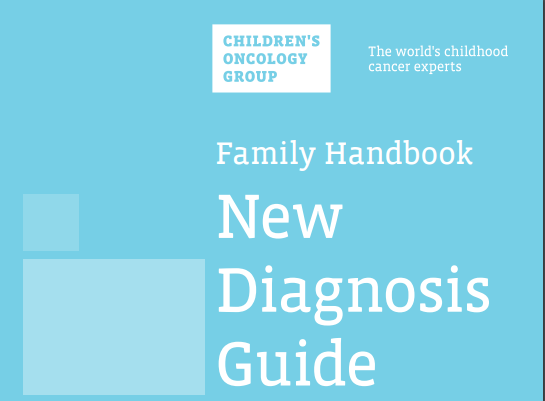 CHILDREN'S
ONCOLOGY
GROUP
The world's childhood
cancer experts
Family Handbook
New
Diagnosis
Guide